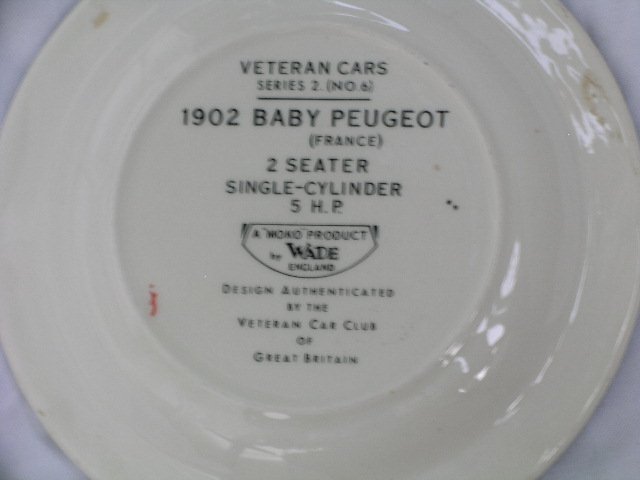 VETERAN CARS
SERIES 2. (NO.6)
1902 BABY PEUGEOT
(FRANCE)
2 SEATER
SINGLE-CYLINDER
5 H.P.
A "MOKO" PRODUCT
by WADE
ENGLAND
DESIGN AUTHENTICATED
BY THE
VETERAN CAR CLUB
OF
GREAT BRITAIN